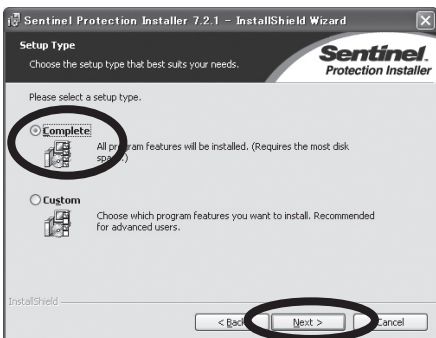 Sentinel Protection Installer 7.2.1 - InstallShield Wizard
Setup Type
Choose the setup type that best suits your needs.
Sentinel.
Protection Installer
Please select a setup type.
Complete
All program features will be installed. (Requires the most disk
space.)
Custom
Choose which program features you want to install. Recommended
for advanced users.
InstallShield
< Back
Next >
Cancel